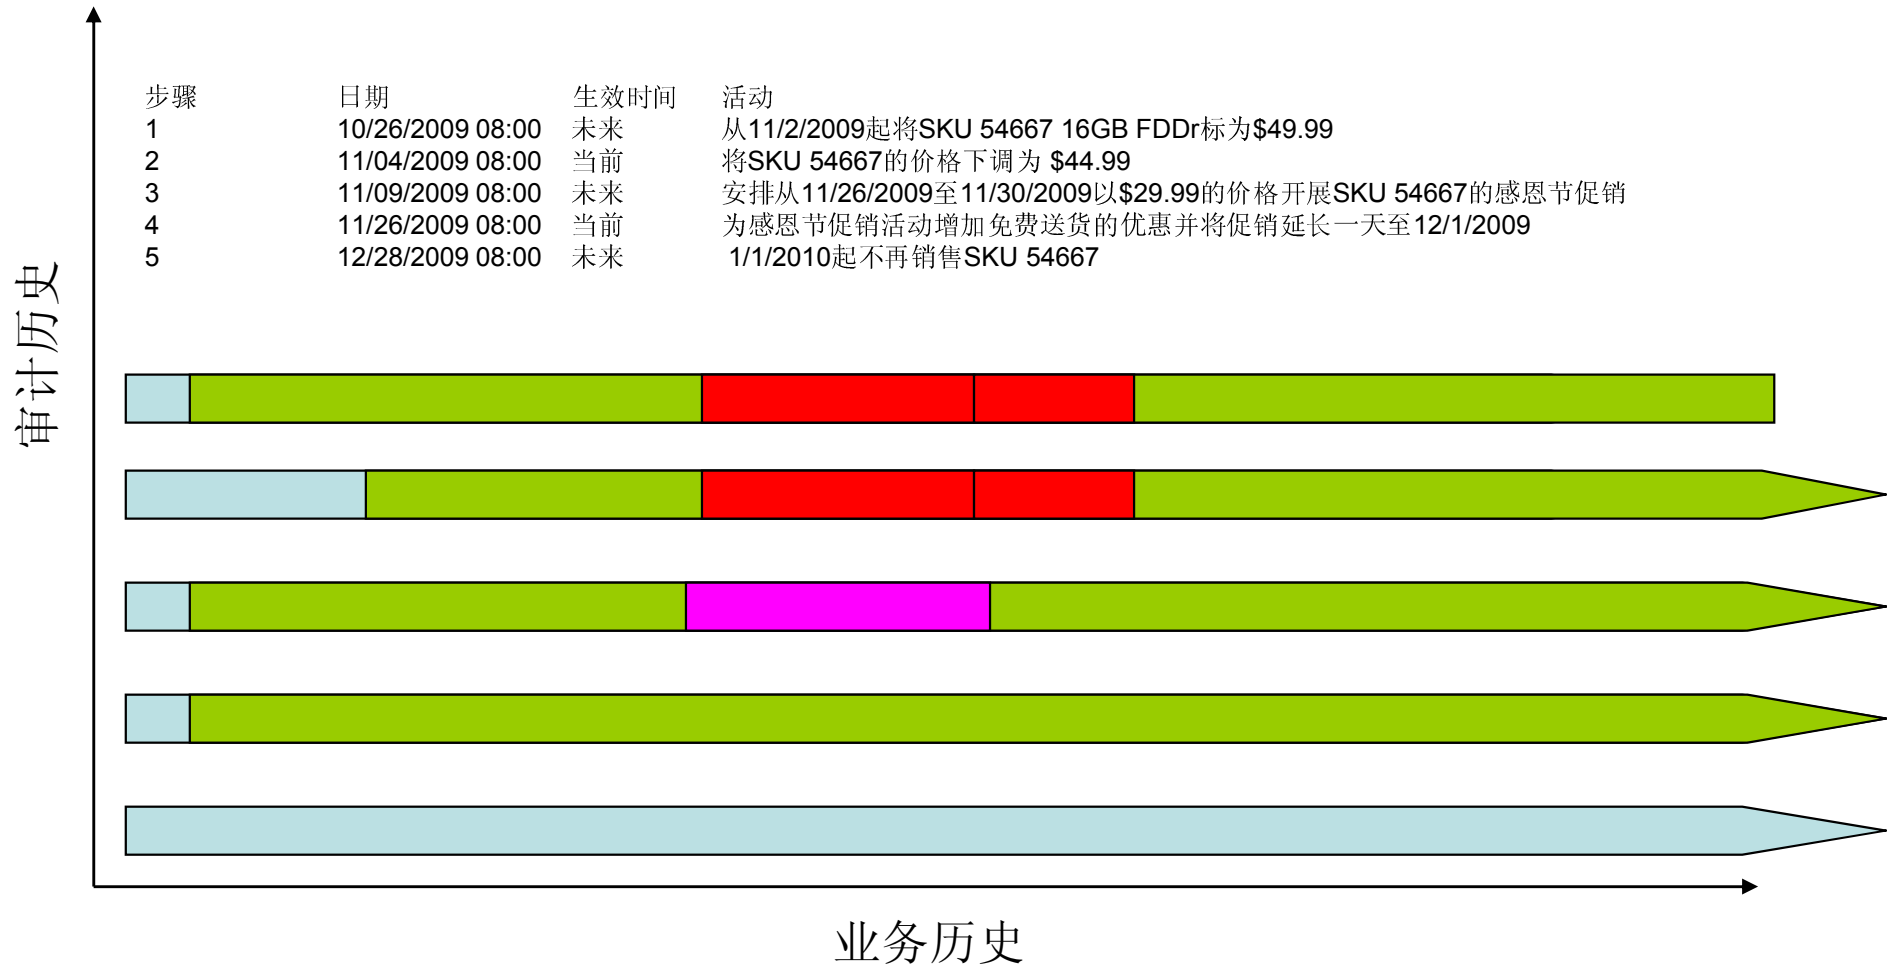 步骤 日期 生效时间 活动
1 10/26/2009 08:00 未来 从11/2/2009起将SKU 54667 16GB FDDr标为$49.99
2 11/04/2009 08:00 当前 将SKU 54667的价格下调为 $44.99
3 11/09/2009 08:00 未来 安排从11/26/2009至11/30/2009以$29.99的价格开展SKU 54667的感恩节促销
4 11/26/2009 08:00 当前 为感恩节促销活动增加免费送货的优惠并将促销延长一天至12/1/2009
5 12/28/2009 08:00 未来 1/1/2010起不再销售SKU 54667
审计历史
业务历史